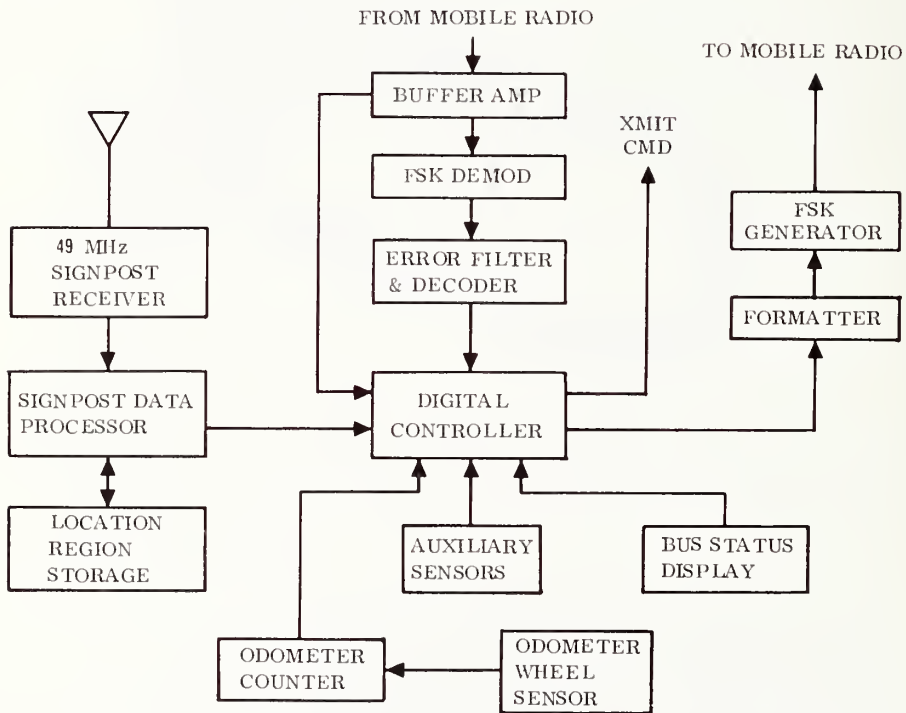 FROM MOBILE RADIO
TO MOBILE RADIO
BUFFER AMP
XMIT
CMD
FSK DEMOD
FSK
GENERATOR
49 MHz
SIGNPOST
RECEIVER
ERROR FILTER
& DECODER
FORMATTER
SIGNPOST DATA
PROCESSOR
DIGITAL
CONTROLLER
LOCATION
REGION
STORAGE
AUXILIARY
SENSORS
BUS STATUS
DISPLAY
ODOMETER
COUNTER
ODOMETER
WHEEL
SENSOR